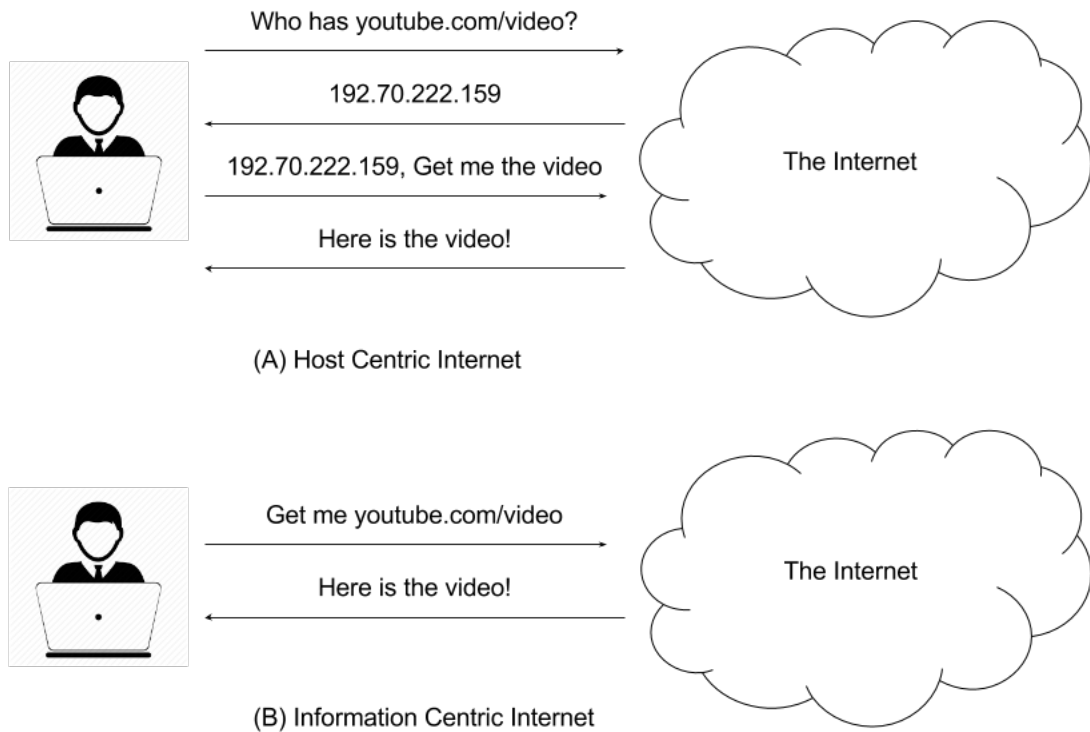 Who has youtube.com/video?
192.70.222.159
The Internet
192.70.222.159, Get me the video
Here is the video!
(A) Host Centric Internet
Get me youtube.com/video
The Internet
Here is the video!
(B) Information Centric Internet